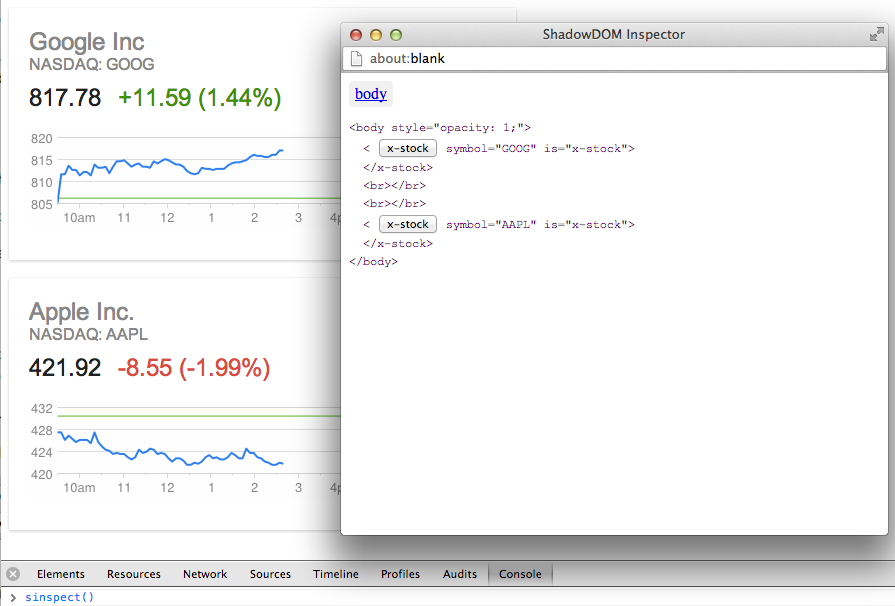 Google Inc
NASDAQ: GOOG
817.78 +11.59 (1.44%)
820
815
810
805
10am 11 12 1 2 3 4p
Apple Inc.
NASDAQ: AAPL
421.92 -8.55 (-1.99%)
432
428
424
420
10am 11 12 1 2 3 4p
ShadowDOM Inspector
about:blank
body
<body style="opacity: 1;">
< x-stock symbol="GOOG" is="x-stock">
</x-stock>
<br></br>
<br></br>
< x-stock symbol="AAPL" is="x-stock">
</x-stock>
</body>
Elements Resources Network Sources Timeline Profiles Audits Console
> sinspect()